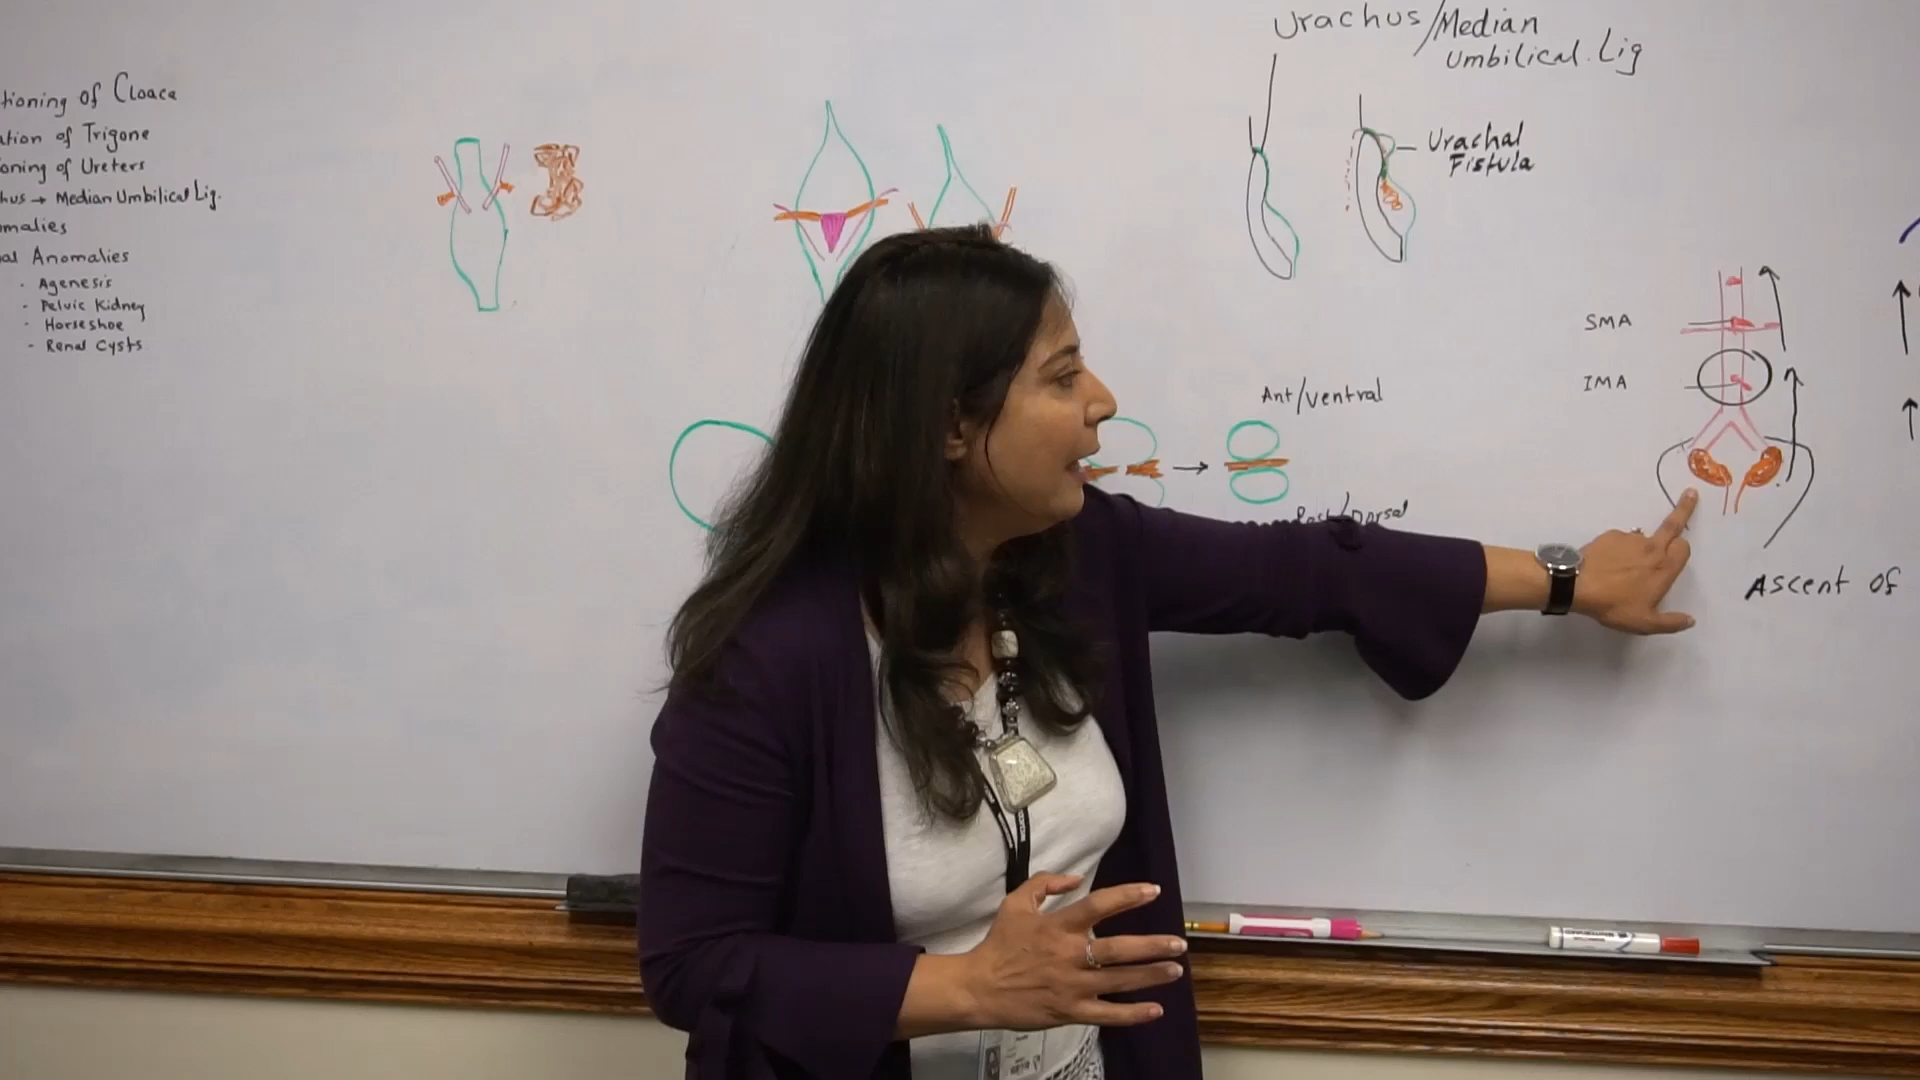 tioning of Cloaca
ation of Trigone
oning of Ureters
hus → Median Umbilical Lig.
omalies
al Anomalies
- Agenesis
- Pelvic Kidney
- Horseshoe
- Renal Cysts
Urachus/Median
Umbilical. Lig
Urachal
Fistula
SMA
IMA
Ant/ventral
Post/Dorsal
Ascent of